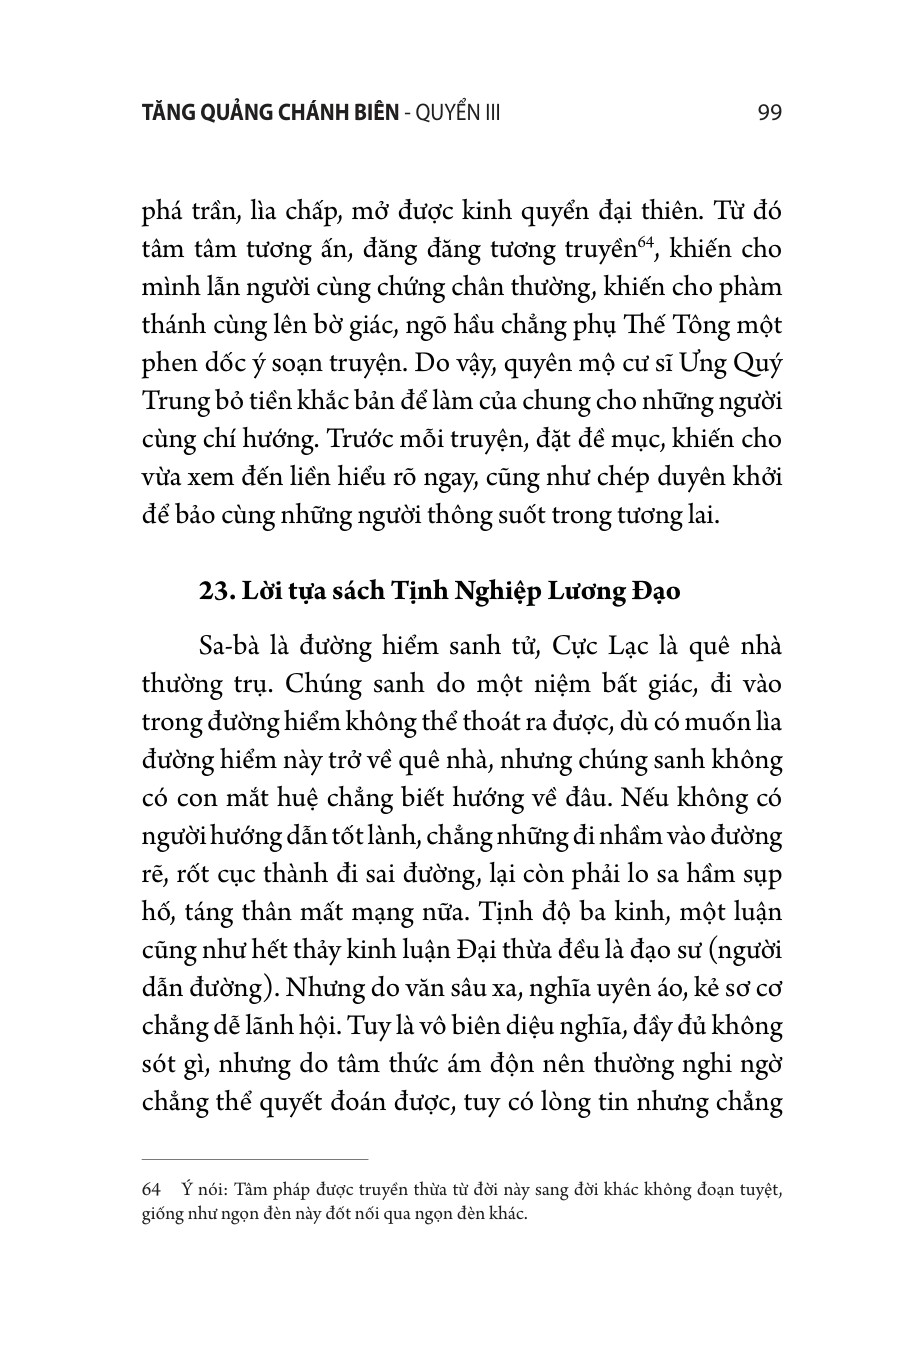 TĂNG QUẢNG CHÁNH BIÊN - QUYỂN III 99
phá trần, lìa chấp, mở được kinh quyển đại thiên. Từ đó
tâm tâm tương ấn, đăng đăng tương truyền64, khiến cho
mình lẫn người cùng chứng chân thường, khiến cho phàm
thánh cùng lên bờ giác, ngõ hầu chẳng phụ Thế Tông một
phen dốc ý soạn truyện. Do vậy, quyên mộ cư sĩ Ưng Quý
Trung bỏ tiền khắc bản để làm của chung cho những người
cùng chí hướng. Trước mỗi truyện, đặt đề mục, khiến cho
vừa xem đến liền hiểu rõ ngay, cũng như chép duyên khởi
để bảo cùng những người thông suốt trong tương lai.
23. Lời tựa sách Tịnh Nghiệp Lương Đạo
Sa-bà là đường hiểm sanh tử, Cực Lạc là quê nhà
thường trụ. Chúng sanh do một niệm bất giác, đi vào
trong đường hiểm không thể thoát ra được, dù có muốn lìa
đường hiểm này trở về quê nhà, nhưng chúng sanh không
có con mắt huệ chẳng biết hướng về đâu. Nếu không có
người hướng dẫn tốt lành, chẳng những đi nhầm vào đường
rẽ, rốt cục thành đi sai đường, lại còn phải lo sa hầm sụp
hố, táng thân mất mạng nữa. Tịnh độ ba kinh, một luận
cũng như hết thảy kinh luận Đại thừa đều là đạo sư (người
dẫn đường). Nhưng do văn sâu xa, nghĩa uyên áo, kẻ sơ cơ
chẳng dễ lãnh hội. Tuy là vô biên diệu nghĩa, đầy đủ không
sót gì, nhưng do tâm thức ám độn nên thường nghi ngờ
chẳng thể quyết đoán được, tuy có lòng tin nhưng chẳng
64 Ý nói: Tâm pháp được truyền thừa từ đời này sang đời khác không đoạn tuyệt,
giống như ngọn đèn này đốt nối qua ngọn đèn khác.